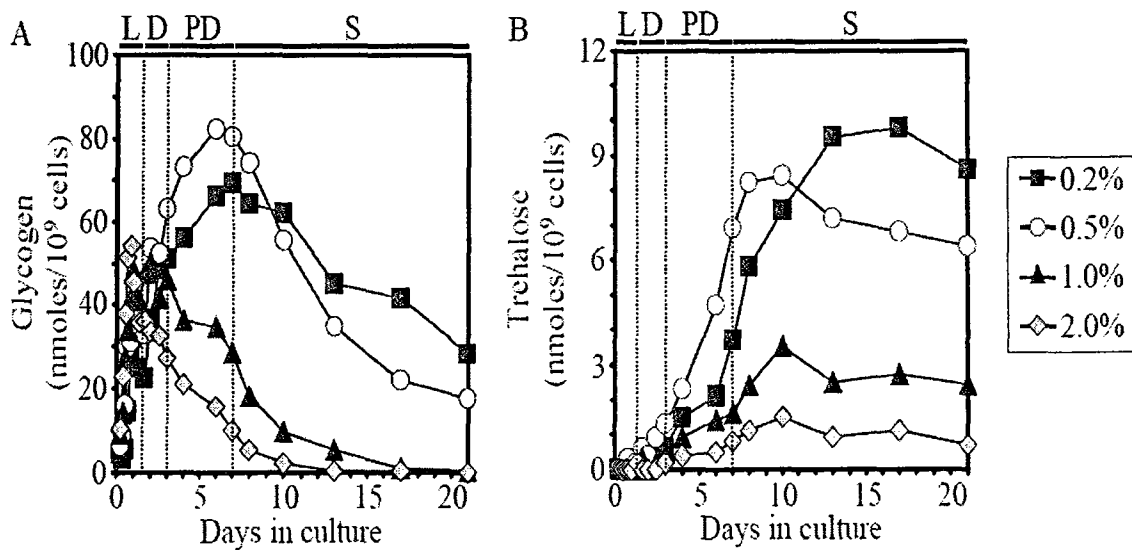 A L D PD S
100
80
60
40
20
0
Glycogen
(nmoles/10⁹ cells)
0 5 10 15 20
Days in culture
B L D PD S
12
9
6
3
0
Trehalose
(nmoles/10⁹ cells)
0 5 10 15 20
Days in culture
0.2%
0.5%
1.0%
2.0%